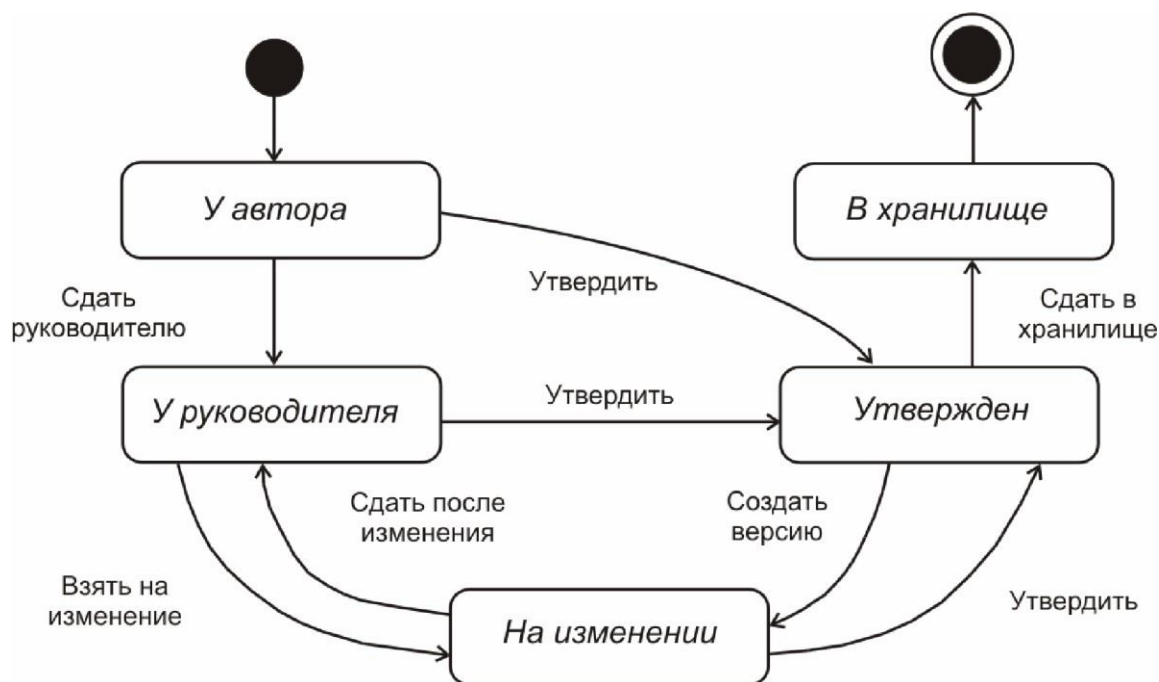 У автора
В хранилище
Утвердить
Сдать
руководителю
Сдать в
хранилище
У руководителя
Утвердить
Утвержден
Сдать после
изменения
Создать
версию
Взять на
изменение
На изменении
Утвердить